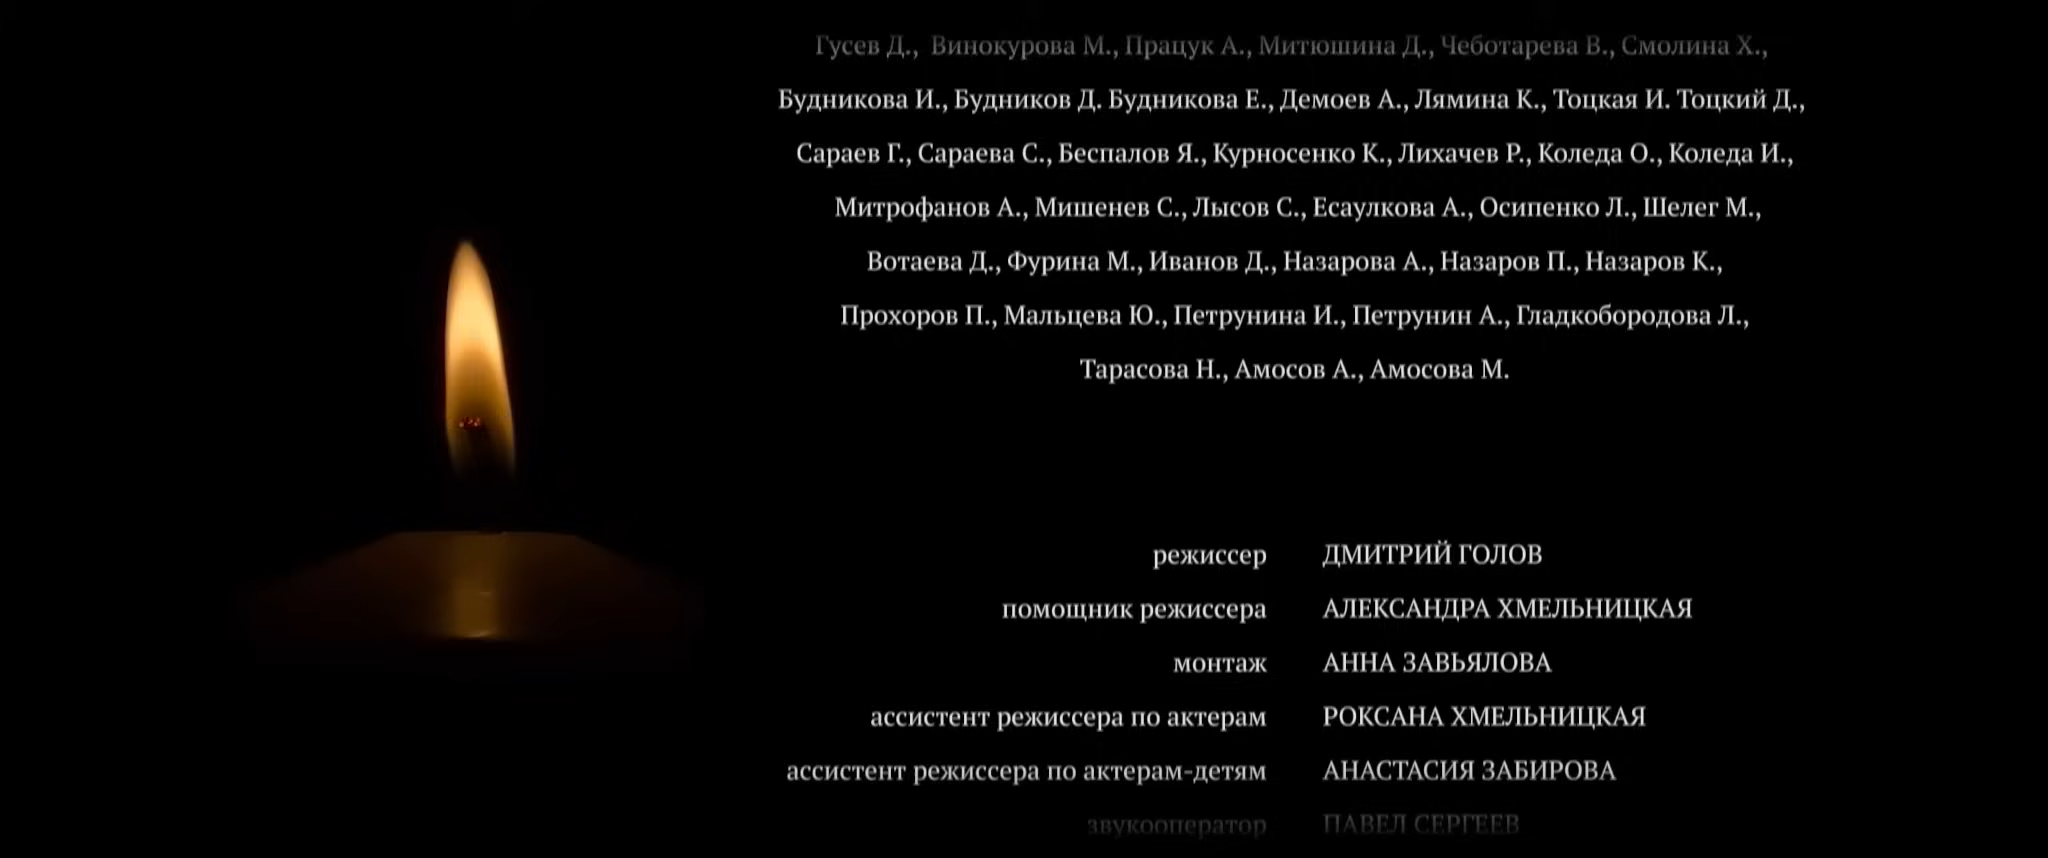 Гусев Д., Винокурова М., Працук А., Митюшина Д., Чеботарева В., Смолина Х.,
Будникова И., Будников Д. Будникова Е., Демоев А., Лямина К., Тоцкая И. Тоцкий Д.,
Сараев Г., Сараева С., Беспалов Я., Курносенко К., Лихачев Р., Коледа О., Коледа И.,
Митрофанов А., Мишенев С., Лысов С., Есаулкова А., Осипенко Л., Шелег М.,
Вотаева Д., Фурина М., Иванов Д., Назарова А., Назаров П., Назаров К.,
Прохоров П., Мальцева Ю., Петрунина И., Петрунин А., Гладкобородова Л.,
Тарасова Н., Амосов А., Амосова М.
режиссер ДМИТРИЙ ГОЛОВ
помощник режиссера АЛЕКСАНДРА ХМЕЛЬНИЦКАЯ
монтаж АННА ЗАВЬЯЛОВА
ассистент режиссера по актерам РОКСАНА ХМЕЛЬНИЦКАЯ
ассистент режиссера по актерам-детям АНАСТАСИЯ ЗАБИРОВА
звукооператор ПАВЕЛ СЕРГЕЕВ